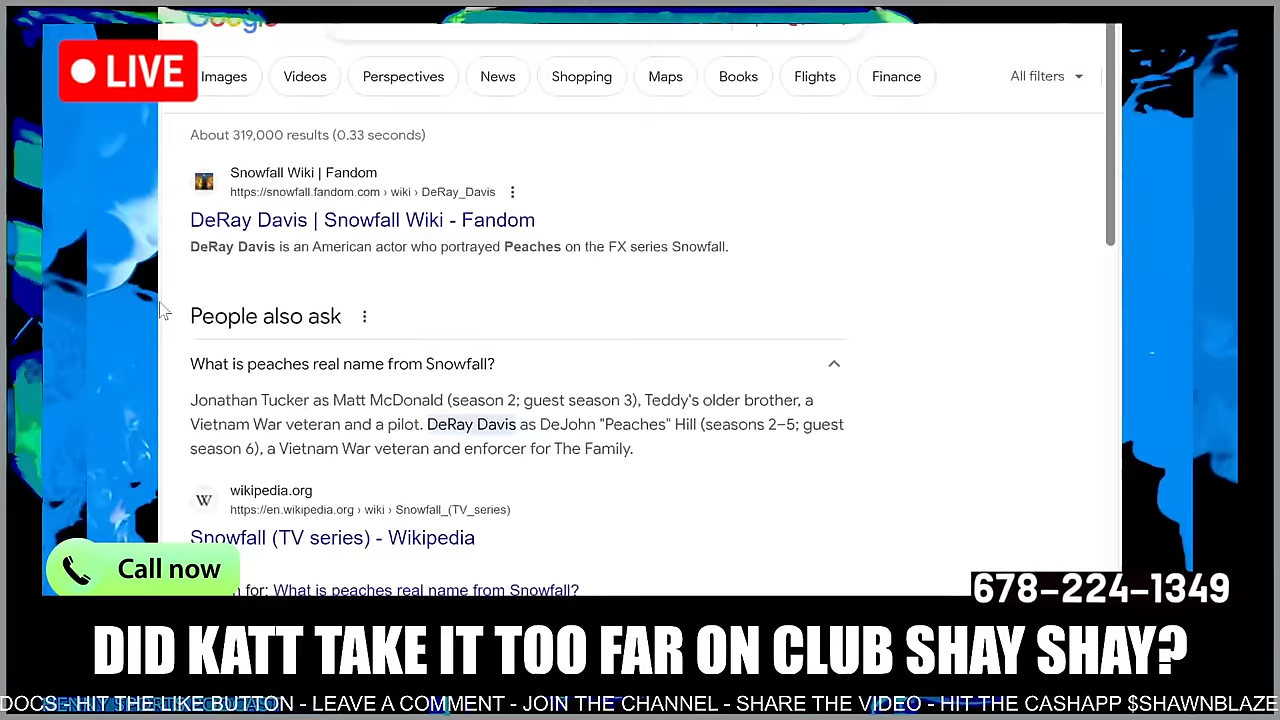 Google
LIVE
Images
Videos
Perspectives
News
Shopping
Maps
Books
Flights
Finance
All filters
About 319,000 results (0.33 seconds)
Snowfall Wiki | Fandom
https://snowfall.fandom.com › wiki › DeRay_Davis
DeRay Davis | Snowfall Wiki - Fandom
DeRay Davis is an American actor who portrayed Peaches on the FX series Snowfall.
People also ask
What is peaches real name from Snowfall?
Jonathan Tucker as Matt McDonald (season 2; guest season 3), Teddy's older brother, a
Vietnam War veteran and a pilot. DeRay Davis as DeJohn "Peaches" Hill (seasons 2–5; guest
season 6), a Vietnam War veteran and enforcer for The Family.
W
wikipedia.org
https://en.wikipedia.org › wiki › Snowfall_(TV_series)
Snowfall (TV series) - Wikipedia
for: What is peaches real name from Snowfall?
Call now
678-224-1349
DID KATT TAKE IT TOO FAR ON CLUB SHAY SHAY?
DOCS - HIT THE LIKE BUTTON - LEAVE A COMMENT - JOIN THE CHANNEL - SHARE THE VIDEO - HIT THE CASHAPP $SHAWNBLAZE